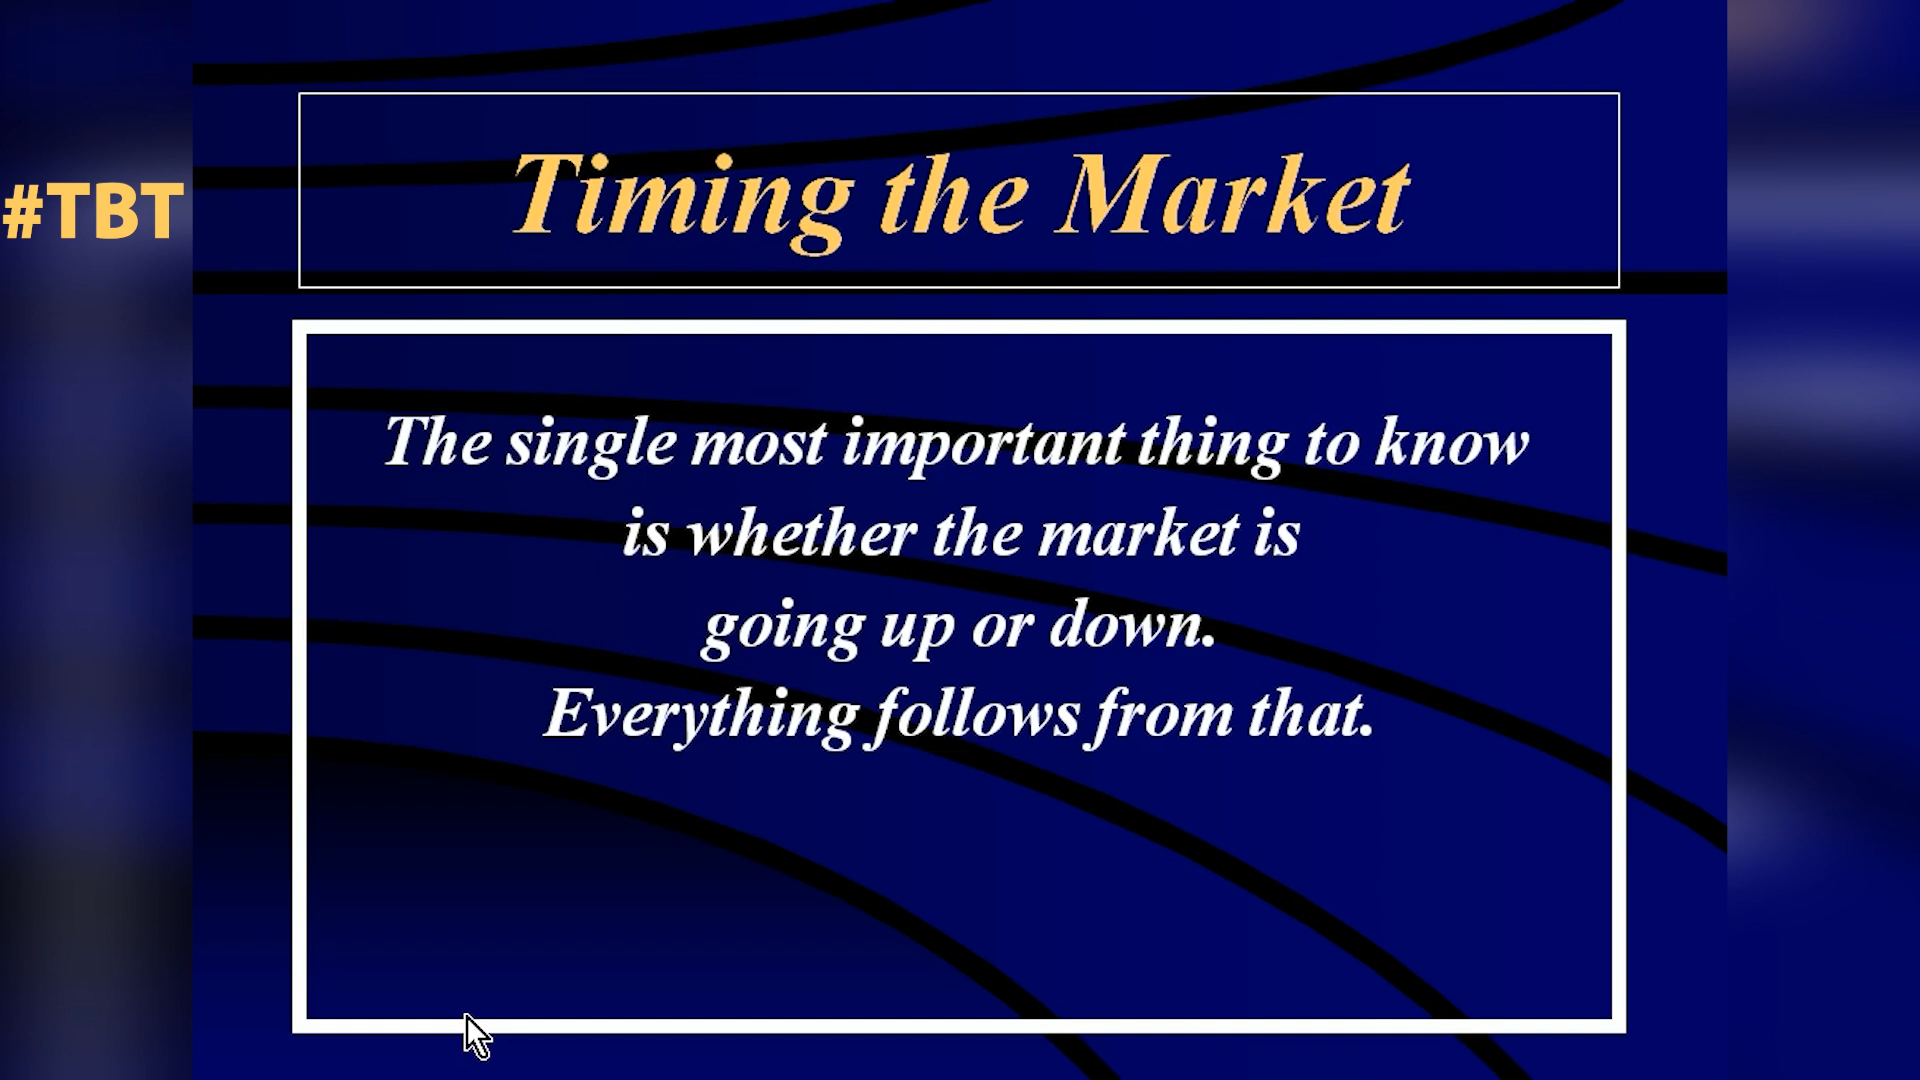 #TBT
Timing the Market
The single most important thing to know
is whether the market is
going up or down.
Everything follows from that.